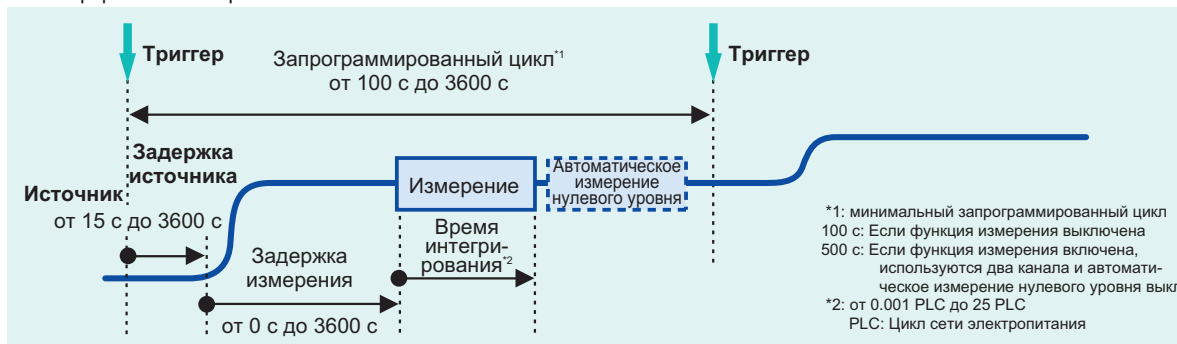 Триггер
Запрограммированный цикл*1
от 100 с до 3600 с
Триггер
Задержка
источника
Источник
от 15 с до 3600 с
Измерение
Автоматическое
измерение
нулевого уровня
Задержка
измерения
от 0 с до 3600 с
Время
интегри-
рования*2
*1: минимальный запрограммированный цикл
100 с: Если функция измерения выключена
500 с: Если функция измерения включена,
используются два канала и автомати-
ческое измерение нулевого уровня выкл
*2: от 0.001 PLC до 25 PLC
PLC: Цикл сети электропитания